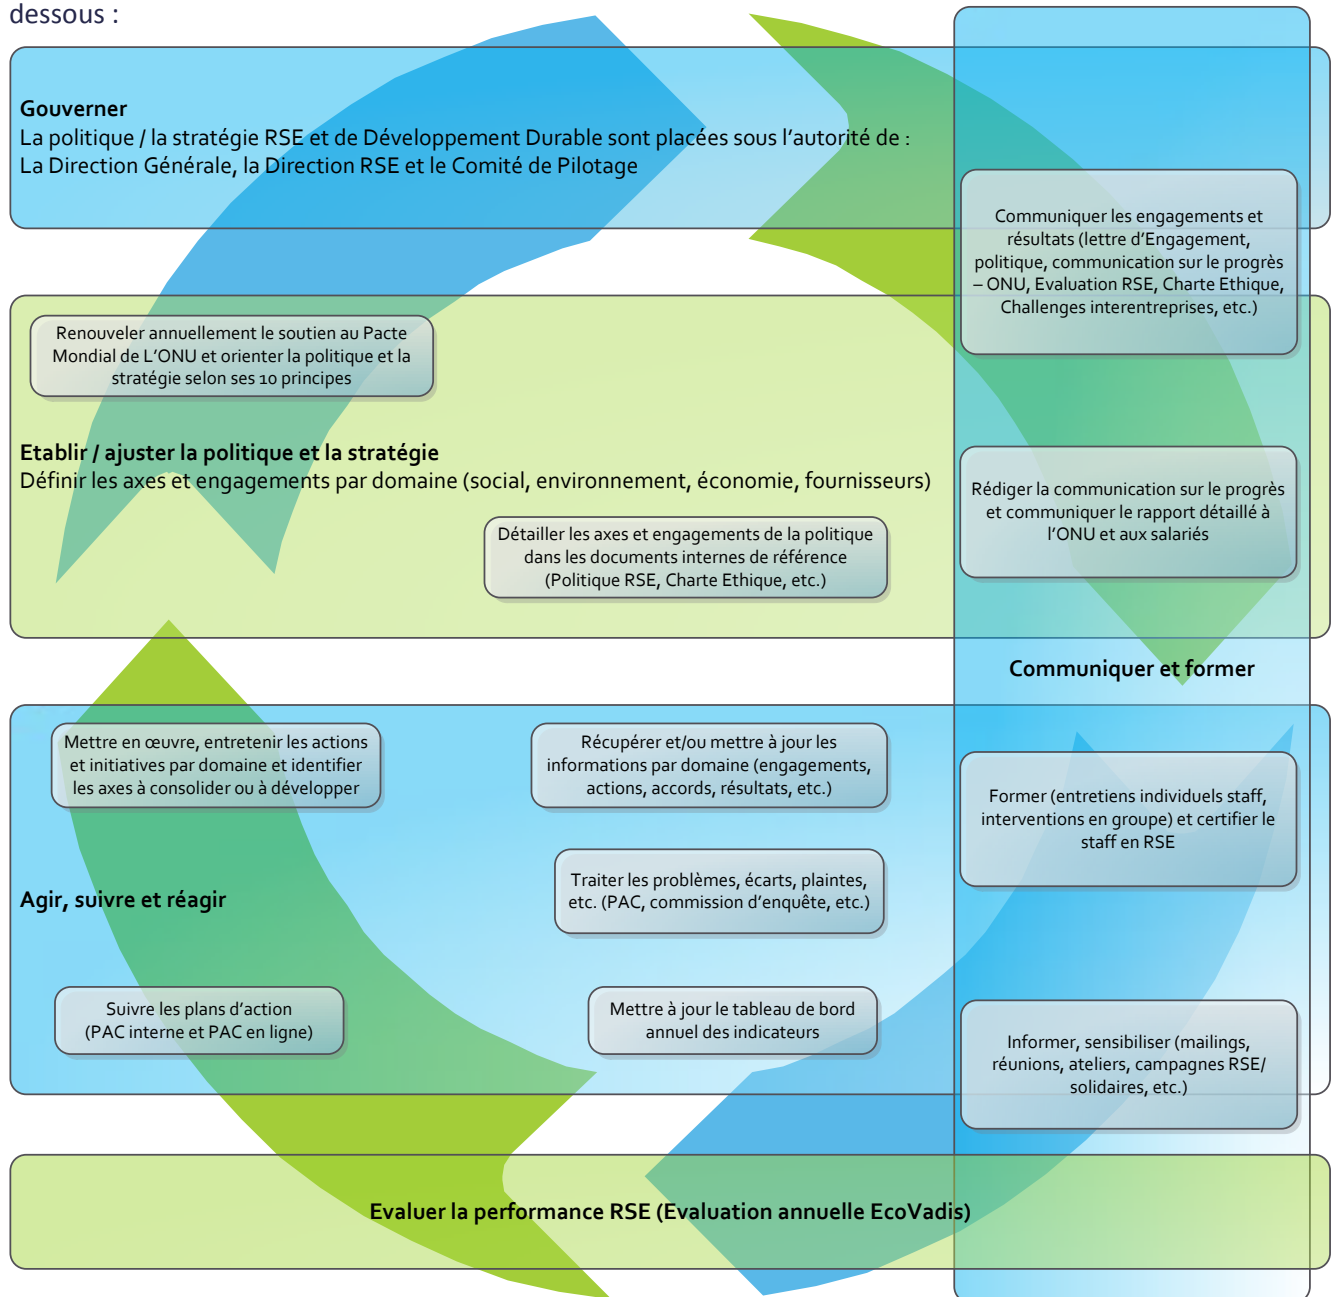 dessous :
Gouverner
La politique / la stratégie RSE et de Développement Durable sont placées sous l'autorité de :
La Direction Générale, la Direction RSE et le Comité de Pilotage
Communiquer les engagements et
résultats (lettre d'Engagement,
politique, communication sur le progrès
– ONU, Evaluation RSE, Charte Ethique,
Challenges interentreprises, etc.)
Renouveler annuellement le soutien au Pacte
Mondial de L'ONU et orienter la politique et la
stratégie selon ses 10 principes
Etablir / ajuster la politique et la stratégie
Définir les axes et engagements par domaine (social, environnement, économie, fournisseurs)
Détailler les axes et engagements de la politique
dans les documents internes de référence
(Politique RSE, Charte Ethique, etc.)
Rédiger la communication sur le progrès
et communiquer le rapport détaillé à
l'ONU et aux salariés
Communiquer et former
Mettre en œuvre, entretenir les actions
et initiatives par domaine et identifier
les axes à consolider ou à développer
Récupérer et/ou mettre à jour les
informations par domaine (engagements,
actions, accords, résultats, etc.)
Former (entretiens individuels staff,
interventions en groupe) et certifier le
staff en RSE
Agir, suivre et réagir
Traiter les problèmes, écarts, plaintes,
etc. (PAC, commission d'enquête, etc.)
Suivre les plans d'action
(PAC interne et PAC en ligne)
Mettre à jour le tableau de bord
annuel des indicateurs
Informer, sensibiliser (mailings,
réunions, ateliers, campagnes RSE/
solidaires, etc.)
Evaluer la performance RSE (Evaluation annuelle EcoVadis)